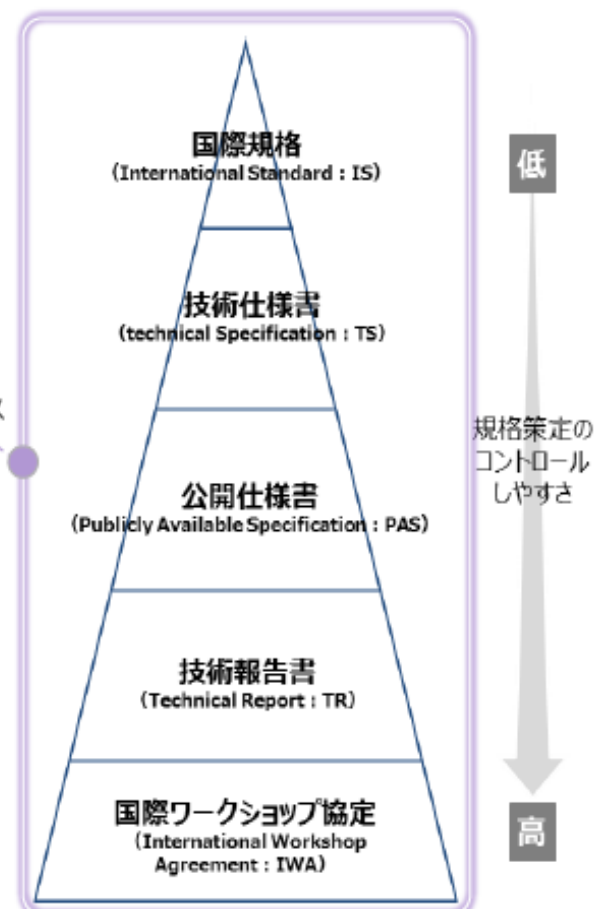 国際規格
（International Standard：IS）
低
技術仕様書
（technical Specification：TS）
規格策定の
コントロール
しやすさ
公開仕様書
（Publicly Available Specification：PAS）
技術報告書
（Technical Report：TR）
国際ワークショップ協定
（International Workshop
Agreement：IWA）
高